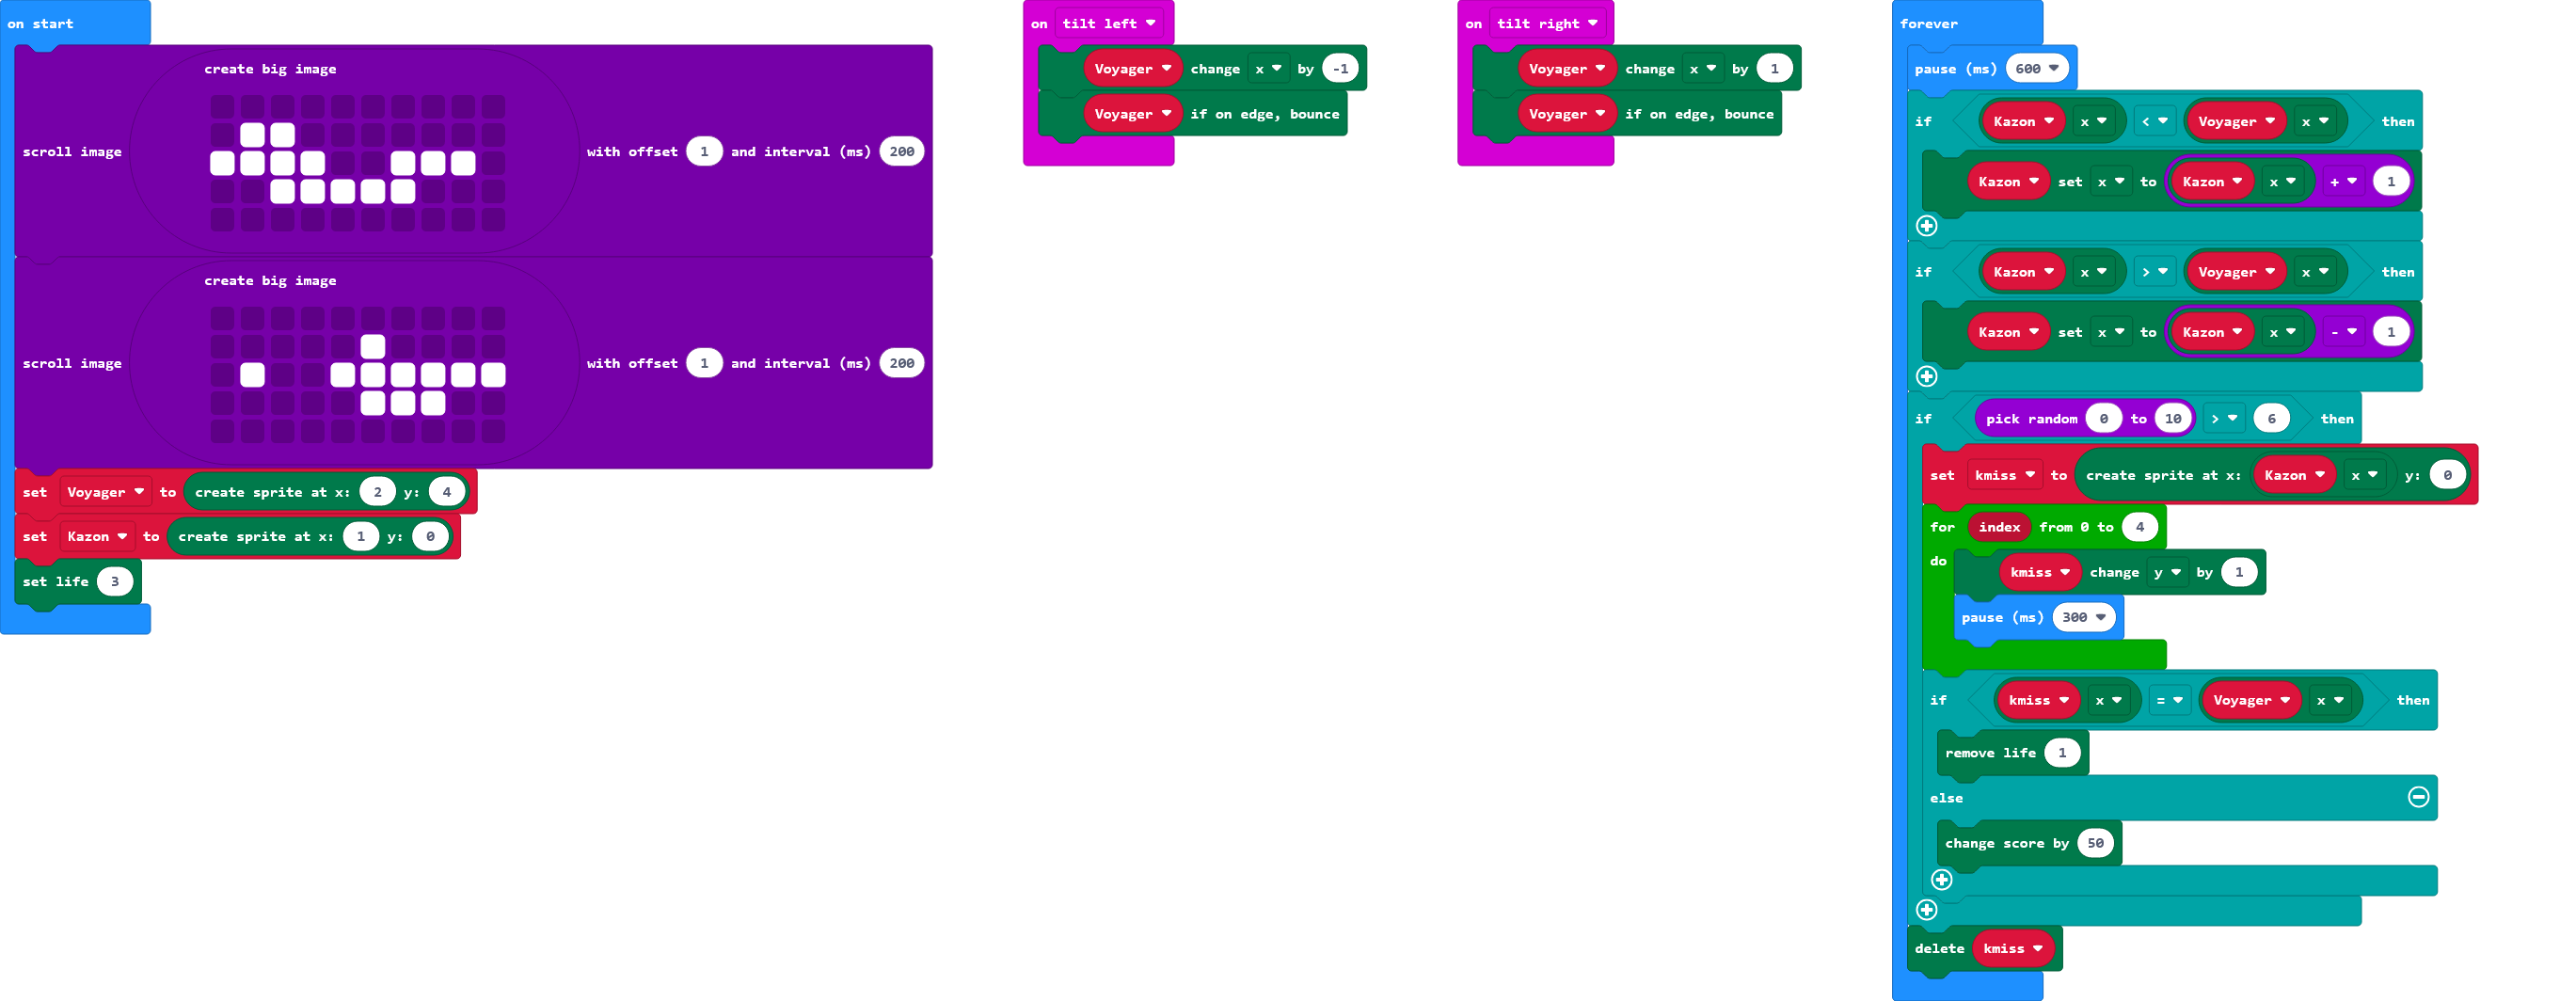 on start
create big image
scroll image with offset 1 and interval (ms) 200
create big image
scroll image with offset 1 and interval (ms) 200
set Voyager to create sprite at x: 2 y: 4
set Kazon to create sprite at x: 1 y: 0
set life 3
on tilt left
Voyager change x by -1
Voyager if on edge, bounce
on tilt right
Voyager change x by 1
Voyager if on edge, bounce
forever
pause (ms) 600
if Kazon x < Voyager x then
Kazon set x to Kazon x + 1
if Kazon x > Voyager x then
Kazon set x to Kazon x - 1
if pick random 0 to 10 > 6 then
set kmiss to create sprite at x: Kazon x y: 0
for index from 0 to 4
do kmiss change y by 1
pause (ms) 300
if kmiss x = Voyager x then
remove life 1
else
change score by 50
delete kmiss